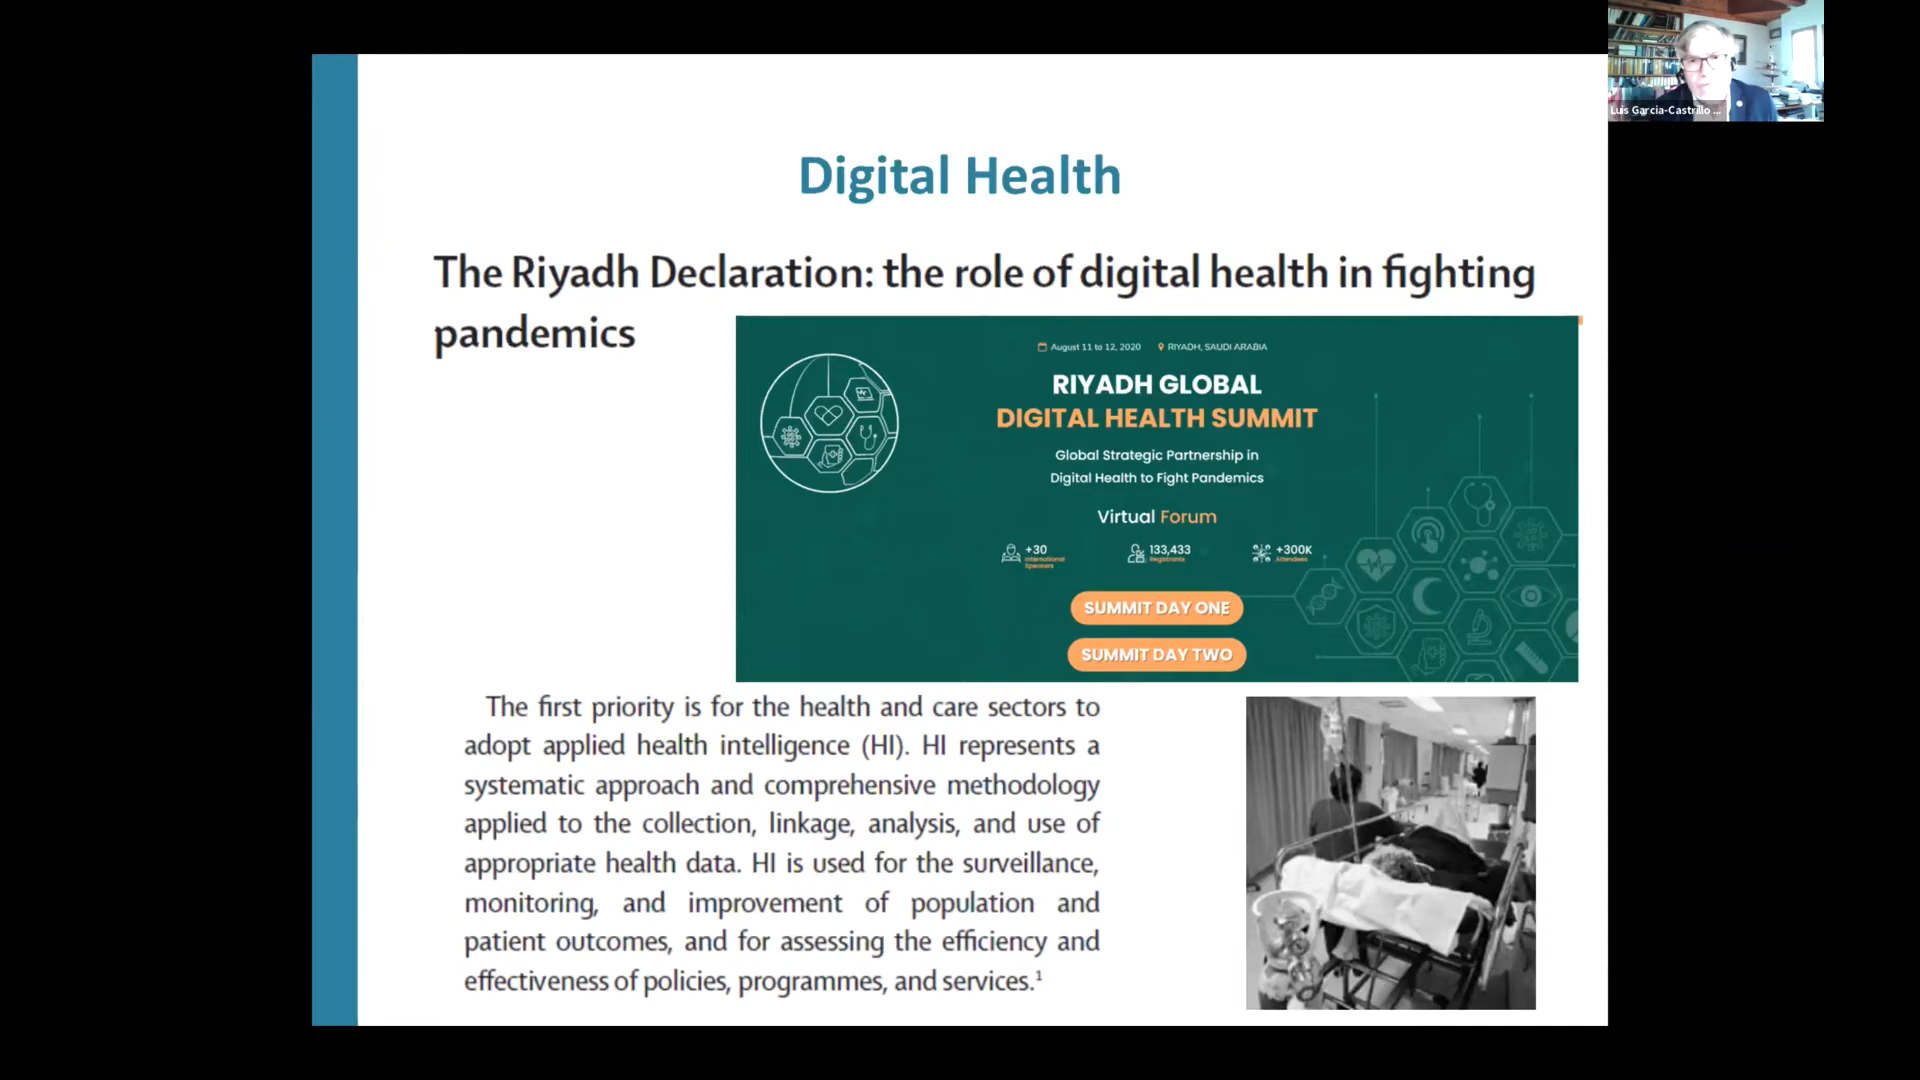 Luis Garcia-Castrillo ...
Digital Health
The Riyadh Declaration: the role of digital health in fighting
pandemics
August 11 to 12, 2020 RIYADH, SAUDI ARABIA
RIYADH GLOBAL
DIGITAL HEALTH SUMMIT
Global Strategic Partnership in
Digital Health to Fight Pandemics
Virtual Forum
+30 133,433 +300K
International Registrants Attendees
Speakers
SUMMIT DAY ONE
SUMMIT DAY TWO
The first priority is for the health and care sectors to
adopt applied health intelligence (HI). HI represents a
systematic approach and comprehensive methodology
applied to the collection, linkage, analysis, and use of
appropriate health data. HI is used for the surveillance,
monitoring, and improvement of population and
patient outcomes, and for assessing the efficiency and
effectiveness of policies, programmes, and services.¹